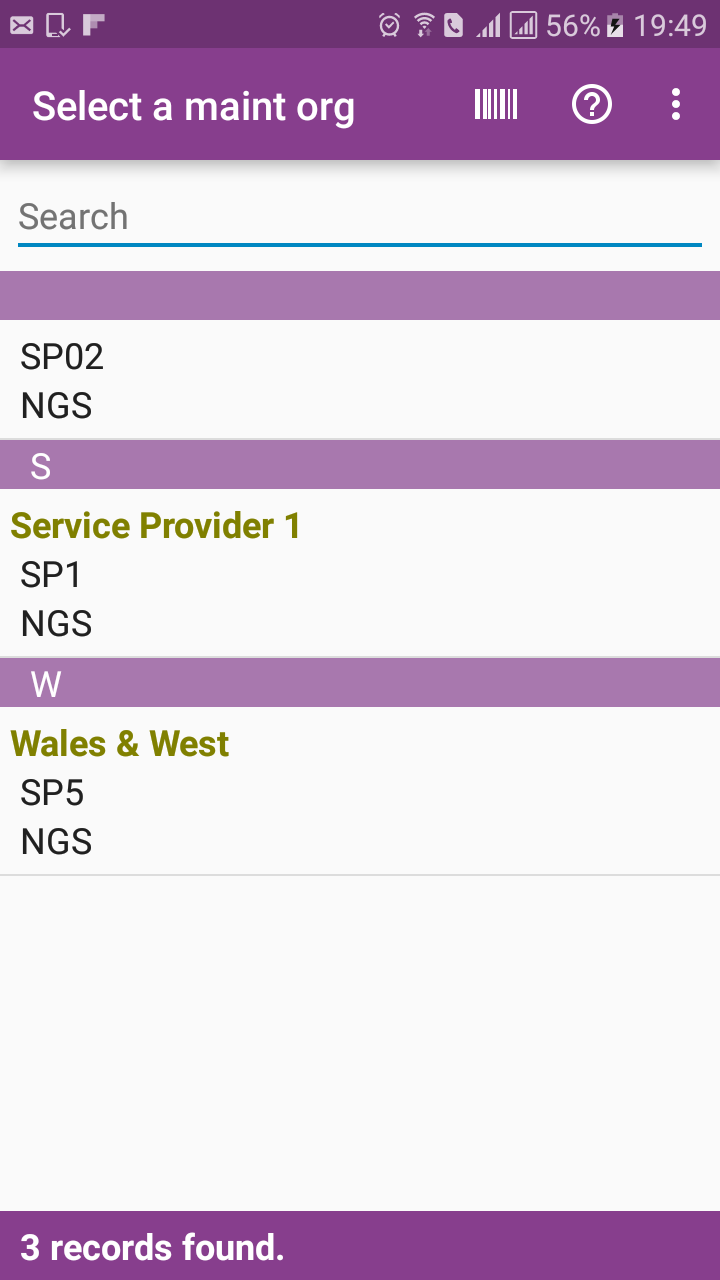 56% 19:49
Select a maint org
Search
SP02
NGS
S
Service Provider 1
SP1
NGS
W
Wales & West
SP5
NGS
3 records found.